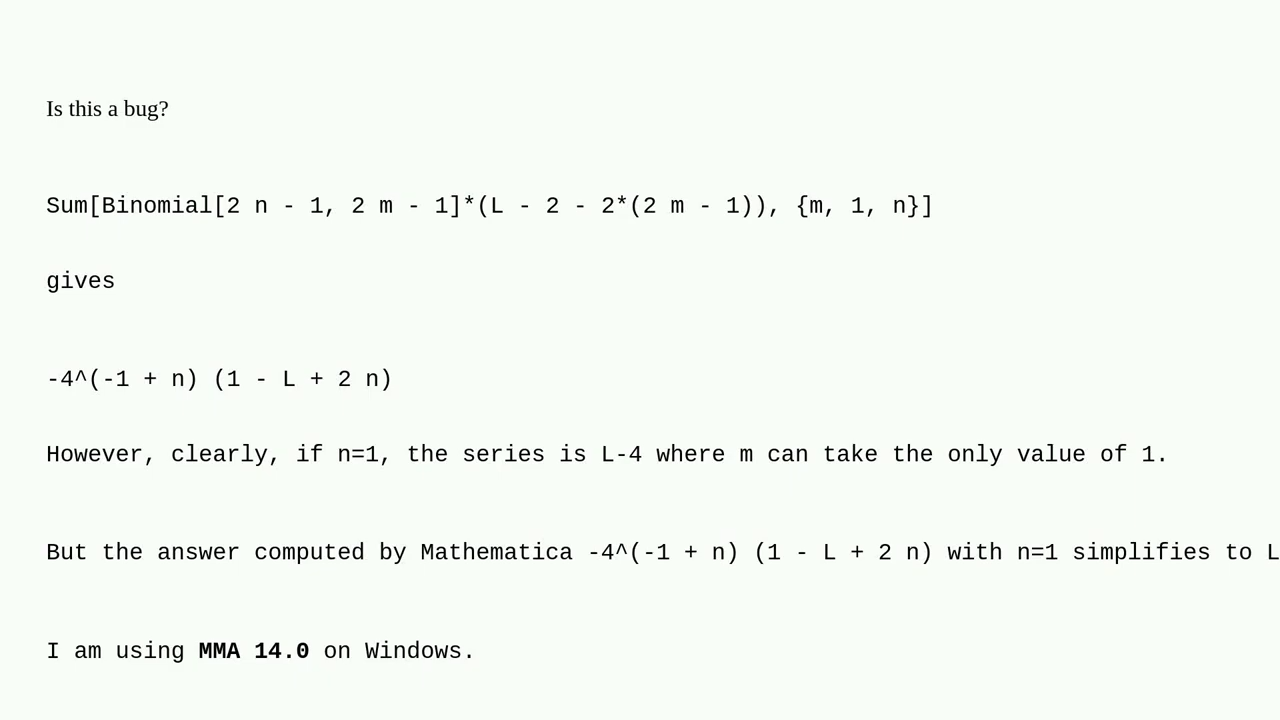 Is this a bug?
Sum[Binomial[2 n - 1, 2 m - 1]*(L - 2 - 2*(2 m - 1)), {m, 1, n}]
gives
-4^(-1 + n) (1 - L + 2 n)
However, clearly, if n=1, the series is L-4 where m can take the only value of 1.
But the answer computed by Mathematica -4^(-1 + n) (1 - L + 2 n) with n=1 simplifies to L
I am using MMA 14.0 on Windows.